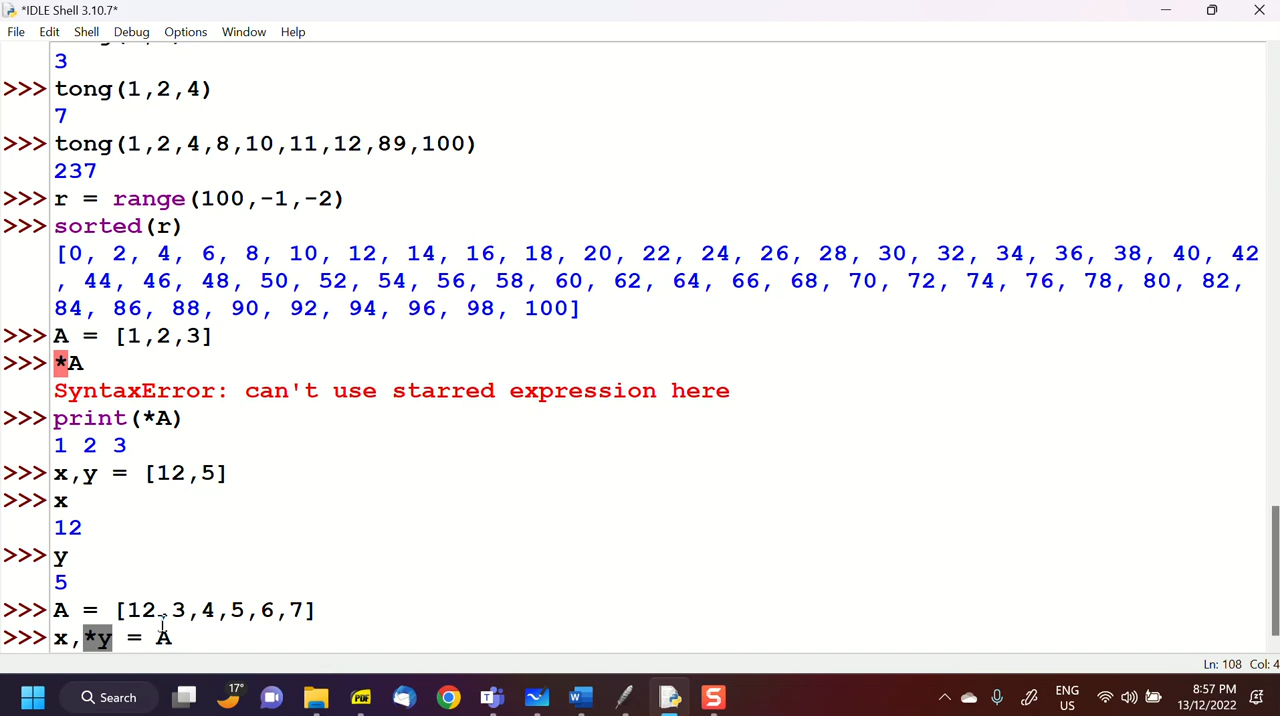 *IDLE Shell 3.10.7*
File Edit Shell Debug Options Window Help
3
>>> tong(1,2,4)
7
>>> tong(1,2,4,8,10,11,12,89,100)
237
>>> r = range(100,-1,-2)
>>> sorted(r)
[0, 2, 4, 6, 8, 10, 12, 14, 16, 18, 20, 22, 24, 26, 28, 30, 32, 34, 36, 38, 40, 42
, 44, 46, 48, 50, 52, 54, 56, 58, 60, 62, 64, 66, 68, 70, 72, 74, 76, 78, 80, 82,
84, 86, 88, 90, 92, 94, 96, 98, 100]
>>> A = [1,2,3]
>>> *A
SyntaxError: can't use starred expression here
>>> print(*A)
1 2 3
>>> x,y = [12,5]
>>> x
12
>>> y
5
>>> A = [12,3,4,5,6,7]
>>> x,*y = A
Ln: 108 Col: 4
17°
Search
PDF
ENG
US
8:57 PM
13/12/2022